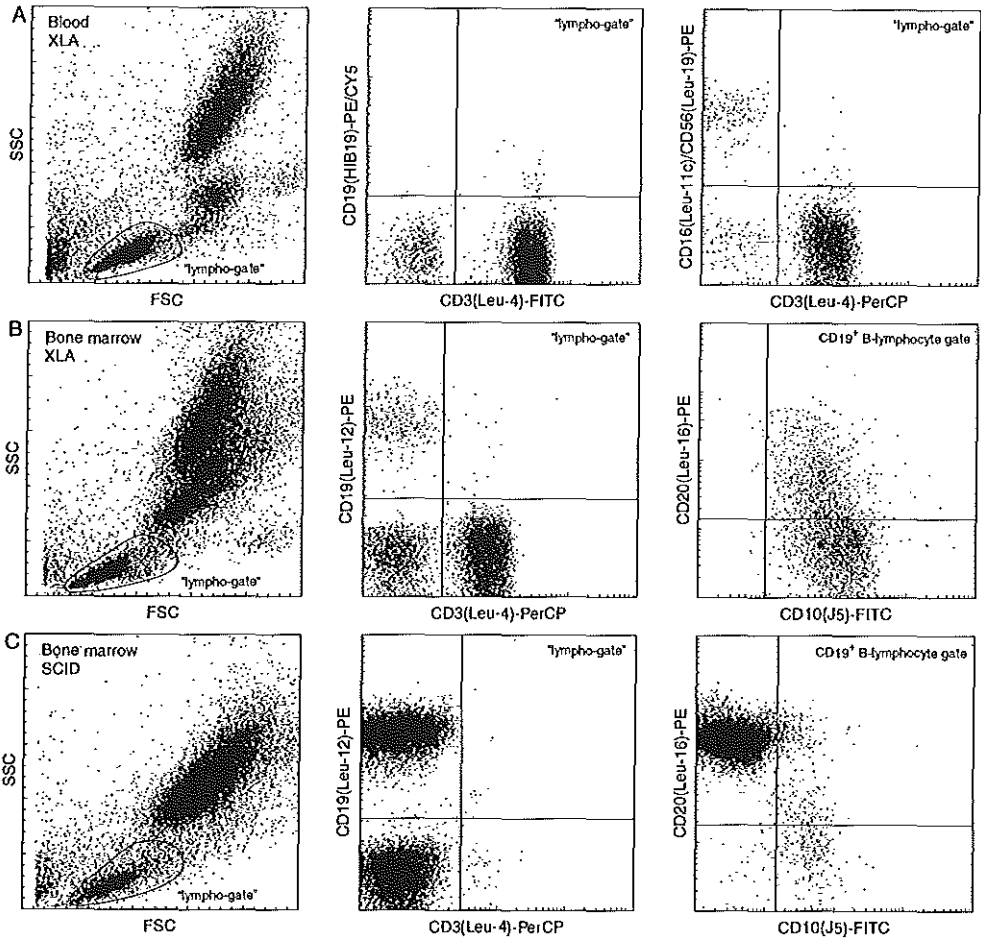 A
Blood
XLA
SSC
"lympho-gate"
FSC
"lympho-gate"
CD19(HIB19)-PE/CY5
CD3(Leu-4)-FITC
"lympho-gate"
CD16(Leu-11c)/CD56(Leu-19)-PE
CD3(Leu-4)-PerCP
B
Bone marrow
XLA
SSC
"lympho-gate"
FSC
"lympho-gate"
CD19(Leu-12)-PE
CD3(Leu-4)-PerCP
CD19+ B-lymphocyte gate
CD20(Leu-16)-PE
CD10(J5)-FITC
C
Bone marrow
SCID
SSC
"lympho-gate"
FSC
"lympho-gate"
CD19(Leu-12)-PE
CD3(Leu-4)-PerCP
CD19+ B-lymphocyte gate
CD20(Leu-16)-PE
CD10(J5)-FITC